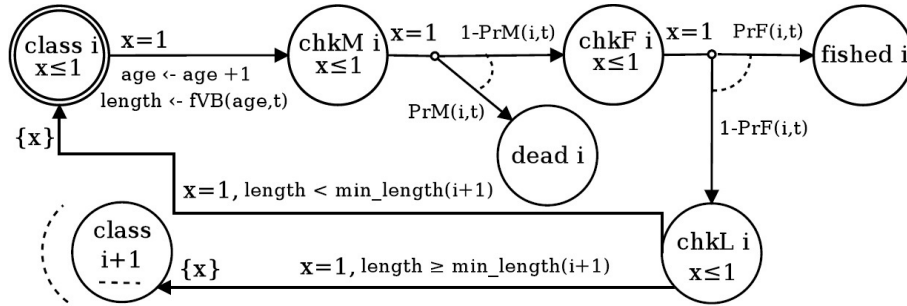 class i
x≤1
x=1
age <- age +1
length <- fVB(age,t)
chkM i
x≤1
x=1
1-PrM(i,t)
PrM(i,t)
dead i
chkF i
x≤1
x=1
PrF(i,t)
fished i
1-PrF(i,t)
{x}
x=1, length < min_length(i+1)
chkL i
x≤1
class
i+1
{x}
x=1, length ≥ min_length(i+1)